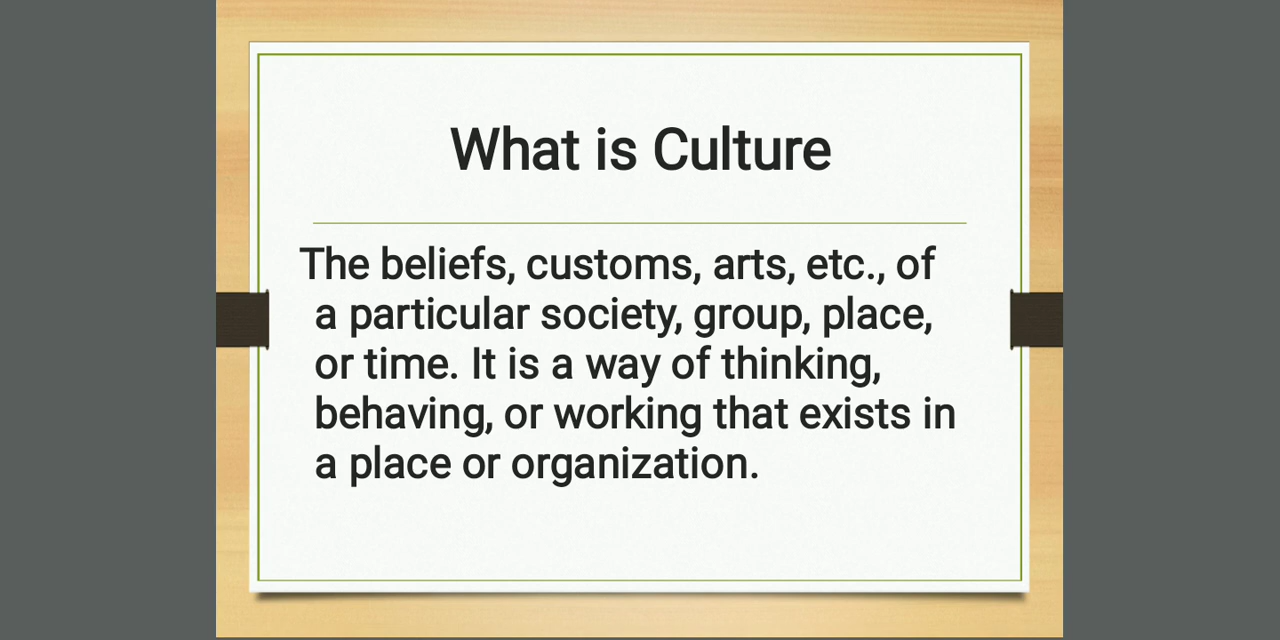 What is Culture
The beliefs, customs, arts, etc., of
a particular society, group, place,
or time. It is a way of thinking,
behaving, or working that exists in
a place or organization.